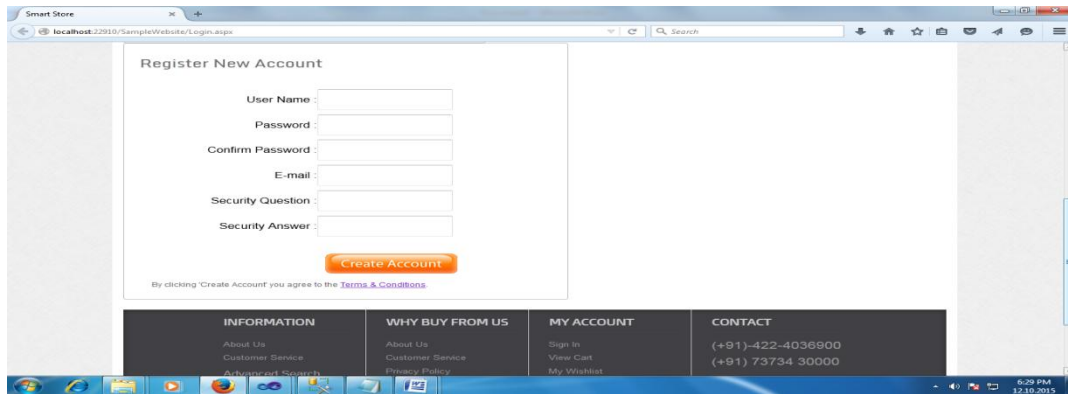 Smart Store
localhost:22910/SampleWebsite/Login.aspx
Search
Register New Account
User Name :
Password :
Confirm Password :
E-mail :
Security Question :
Security Answer :
Create Account
By clicking 'Create Account' you agree to the Terms & Conditions.
INFORMATION
About Us
Customer Service
Advanced Search
WHY BUY FROM US
About Us
Customer Service
Privacy Policy
MY ACCOUNT
Sign In
View Cart
My Wishlist
CONTACT
(+91)-422-4036900
(+91) 73734 30000
6:29 PM
12.10.2015